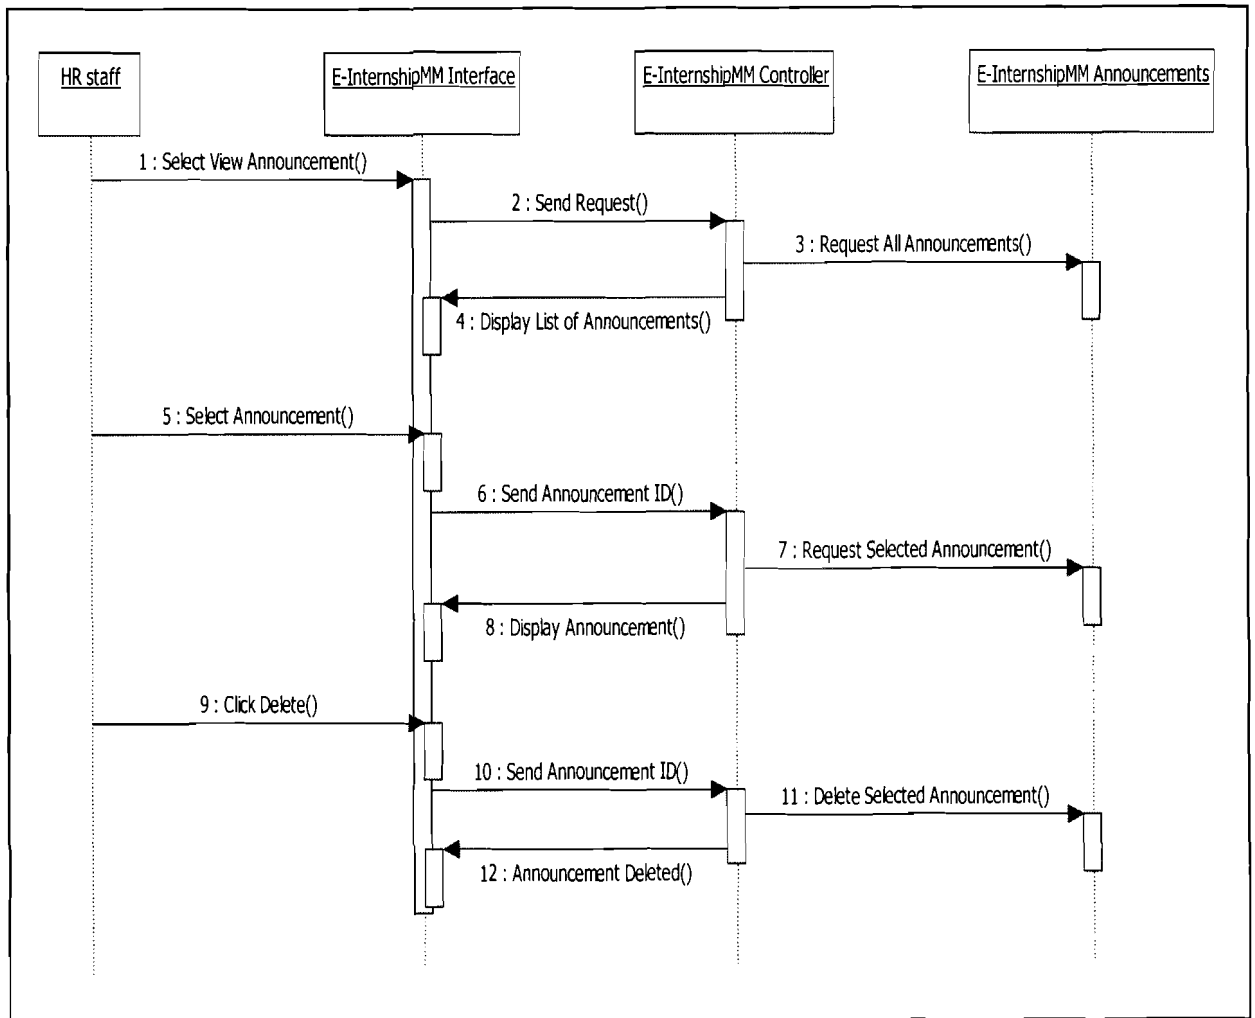 HR staff
E-InternshipMM Interface
E-InternshipMM Controller
E-InternshipMM Announcements
1 : Select View Announcement()
2 : Send Request()
3 : Request All Announcements()
4 : Display List of Announcements()
5 : Select Announcement()
6 : Send Announcement ID()
7 : Request Selected Announcement()
8 : Display Announcement()
9 : Click Delete()
10 : Send Announcement ID()
11 : Delete Selected Announcement()
12 : Announcement Deleted()